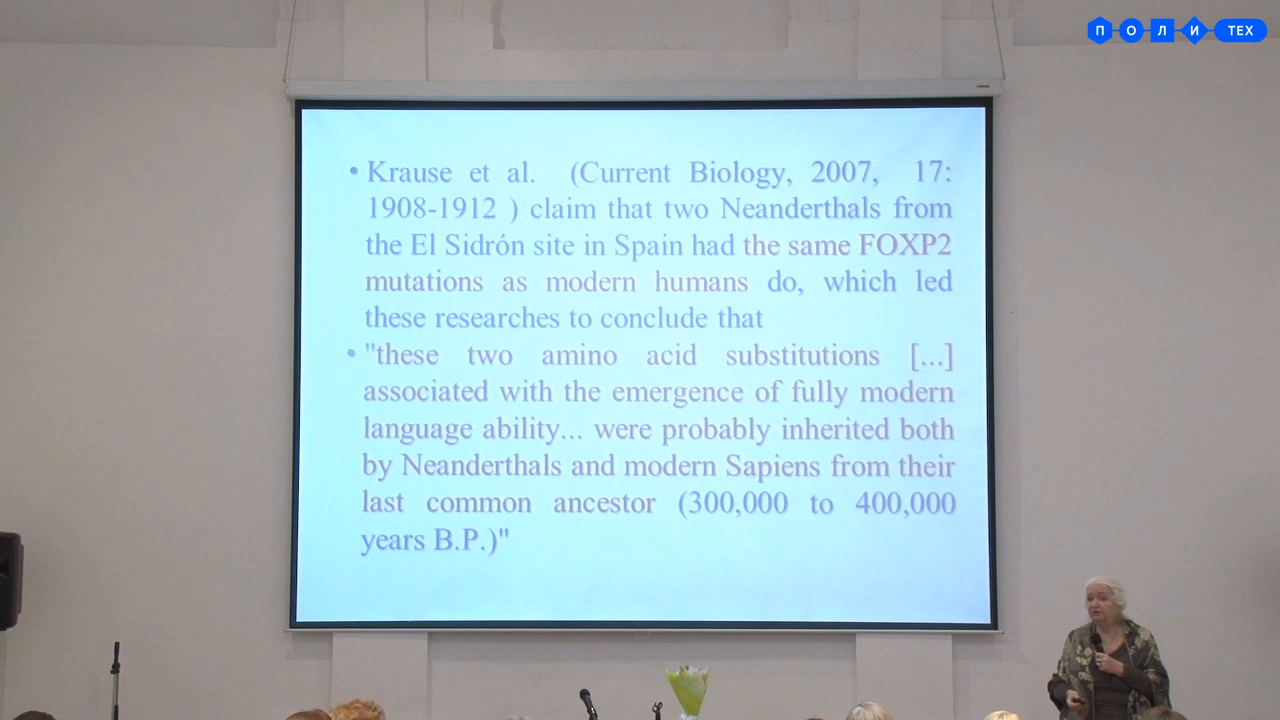 ПОЛИТЕХ
• Krause et al. (Current Biology, 2007, 17:
1908-1912 ) claim that two Neanderthals from
the El Sidrón site in Spain had the same FOXP2
mutations as modern humans do, which led
these researches to conclude that
• "these two amino acid substitutions [...]
associated with the emergence of fully modern
language ability... were probably inherited both
by Neanderthals and modern Sapiens from their
last common ancestor (300,000 to 400,000
years B.P.)"